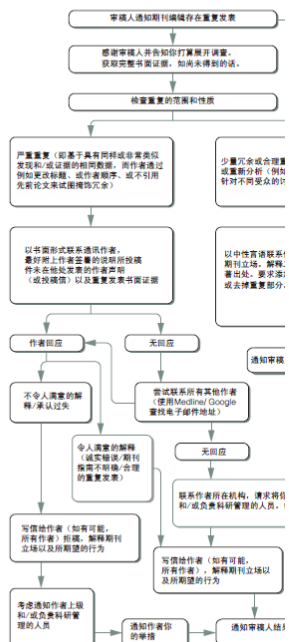 审稿人通知期刊编辑存在重复发表
感谢审稿人并告知你打算展开调查。
获取完整书面证据，如尚未得到的话。
检查重复的范围和性质
严重重复（即基于具有同样或非常类似
发现和/或证据的相同数据，而作者通过
例如更改标题、或作者顺序、或不引用
先前论文来试图掩饰冗余）
少量冗余或合理重
或重新分析（例如
针对不同受众的讨
以书面形式联系通讯作者，
最好附上作者签署的说明所投稿
件未在他处发表的作者声明
（或投稿信）以及重复发表书面证据
以中性言语联系作
期刊立场，解释
著出处。要求添加
或去掉重复部分、
作者回应
无回应
通知审稿
不令人满意的解
释/承认过失
尝试联系所有其他作者
（使用Medline/ Google
查找电子邮件地址）
令人满意的解释
（诚实错误/期刊
指南不明确/合理
的重复发表）
无回应
联系作者所在机构，请求将你
和/或负责科研管理的人员，
写信给作者（如有可能，
所有作者）拒稿，解释期刊
立场以及所期望的行为
写信给作者（如有可能，
所有作者），解释期刊立场以
及所期望的行为
考虑通知作者上级
和/或负责科研管
理的人员
通知作者你
的举措
通知审稿人结果